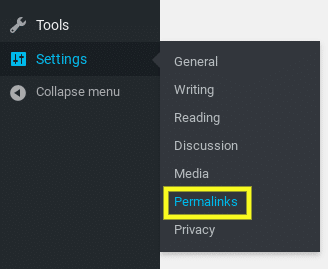 Tools
Settings
Collapse menu
General
Writing
Reading
Discussion
Media
Permalinks
Privacy